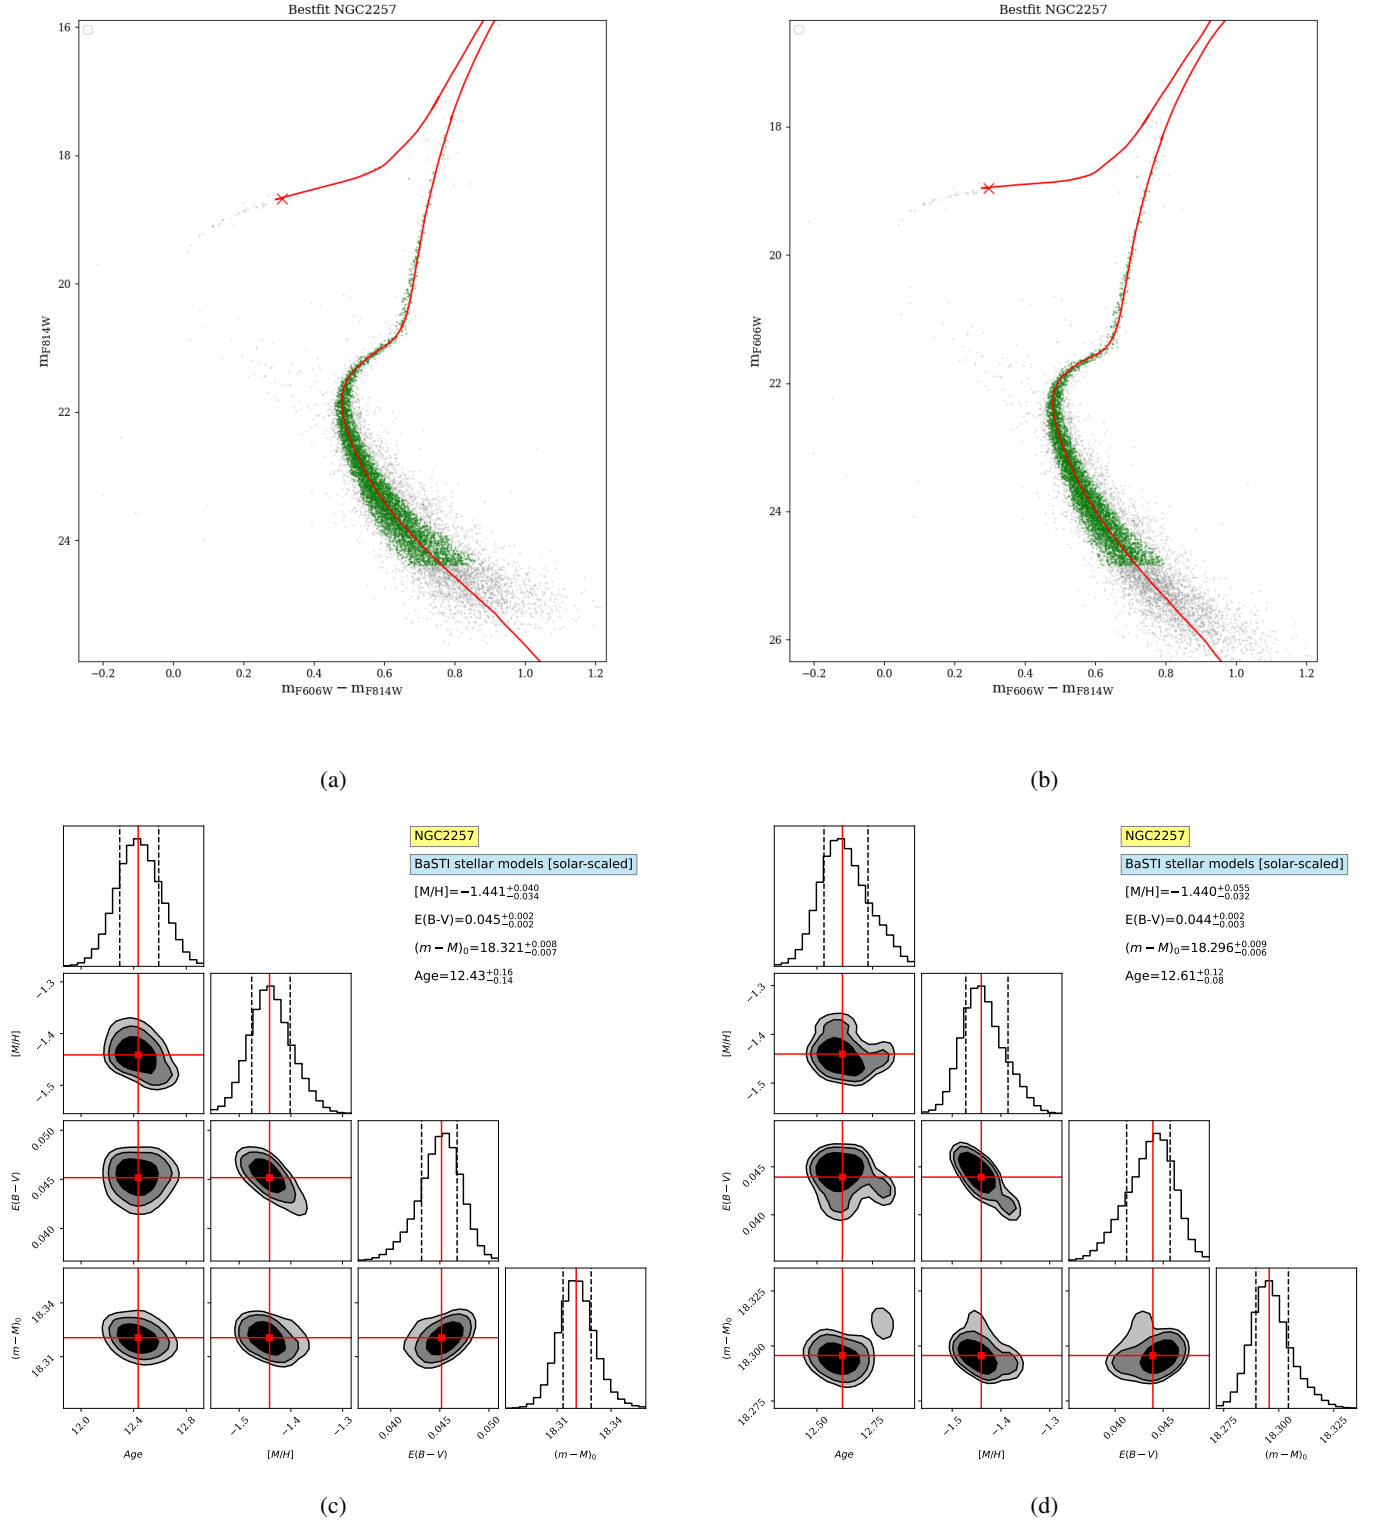 Bestfit NGC2257
16
18
20
22
24
m_F814W
−0.2 0.0 0.2 0.4 0.6 0.8 1.0 1.2
m_F606W − m_F814W
(a)
Bestfit NGC2257
18
20
22
24
26
m_F606W
−0.2 0.0 0.2 0.4 0.6 0.8 1.0 1.2
m_F606W − m_F814W
(b)
NGC2257
BaSTI stellar models [solar-scaled]
[M/H]=−1.441^{+0.040}_{−0.034}
E(B-V)=0.045^{+0.002}_{−0.002}
(m−M)_0=18.321^{+0.008}_{−0.007}
Age=12.43^{+0.16}_{−0.14}
−1.3
−1.4
−1.5
[M/H]
0.050
0.045
0.040
E(B−V)
18.34
18.31
(m−M)_0
12.0 12.4 12.8
Age
−1.5 −1.4 −1.3
[M/H]
0.040 0.045 0.050
E(B−V)
18.31 18.34
(m−M)_0
(c)
NGC2257
BaSTI stellar models [solar-scaled]
[M/H]=−1.440^{+0.055}_{−0.032}
E(B-V)=0.044^{+0.002}_{−0.003}
(m−M)_0=18.296^{+0.009}_{−0.006}
Age=12.61^{+0.12}_{−0.08}
−1.3
−1.4
−1.5
[M/H]
0.045
0.040
E(B−V)
18.325
18.300
18.275
(m−M)_0
12.50 12.75
Age
−1.5 −1.4 −1.3
[M/H]
0.040 0.045
E(B−V)
18.275 18.300 18.325
(m−M)_0
(d)